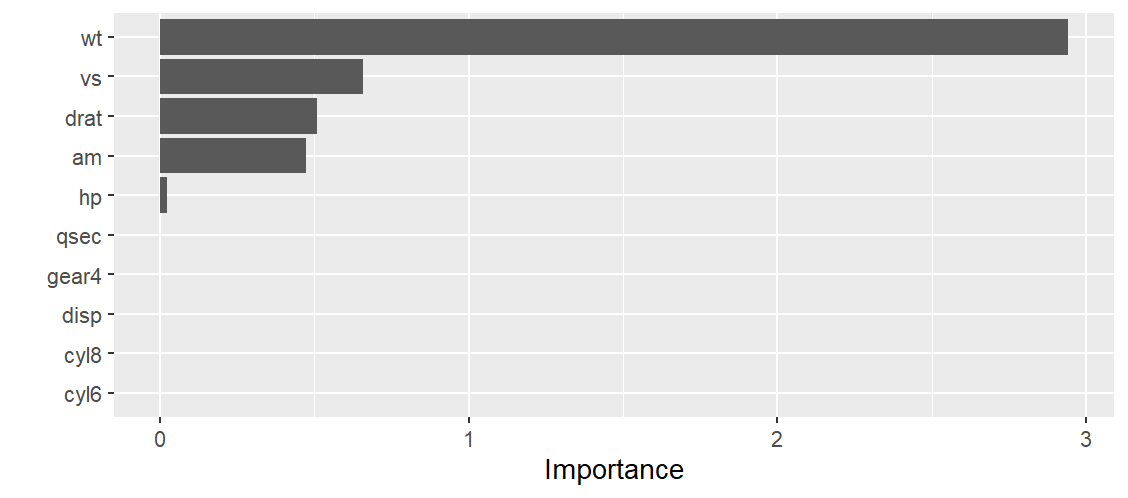 wt
vs
drat
am
hp
qsec
gear4
disp
cyl8
cyl6
0 1 2 3
Importance